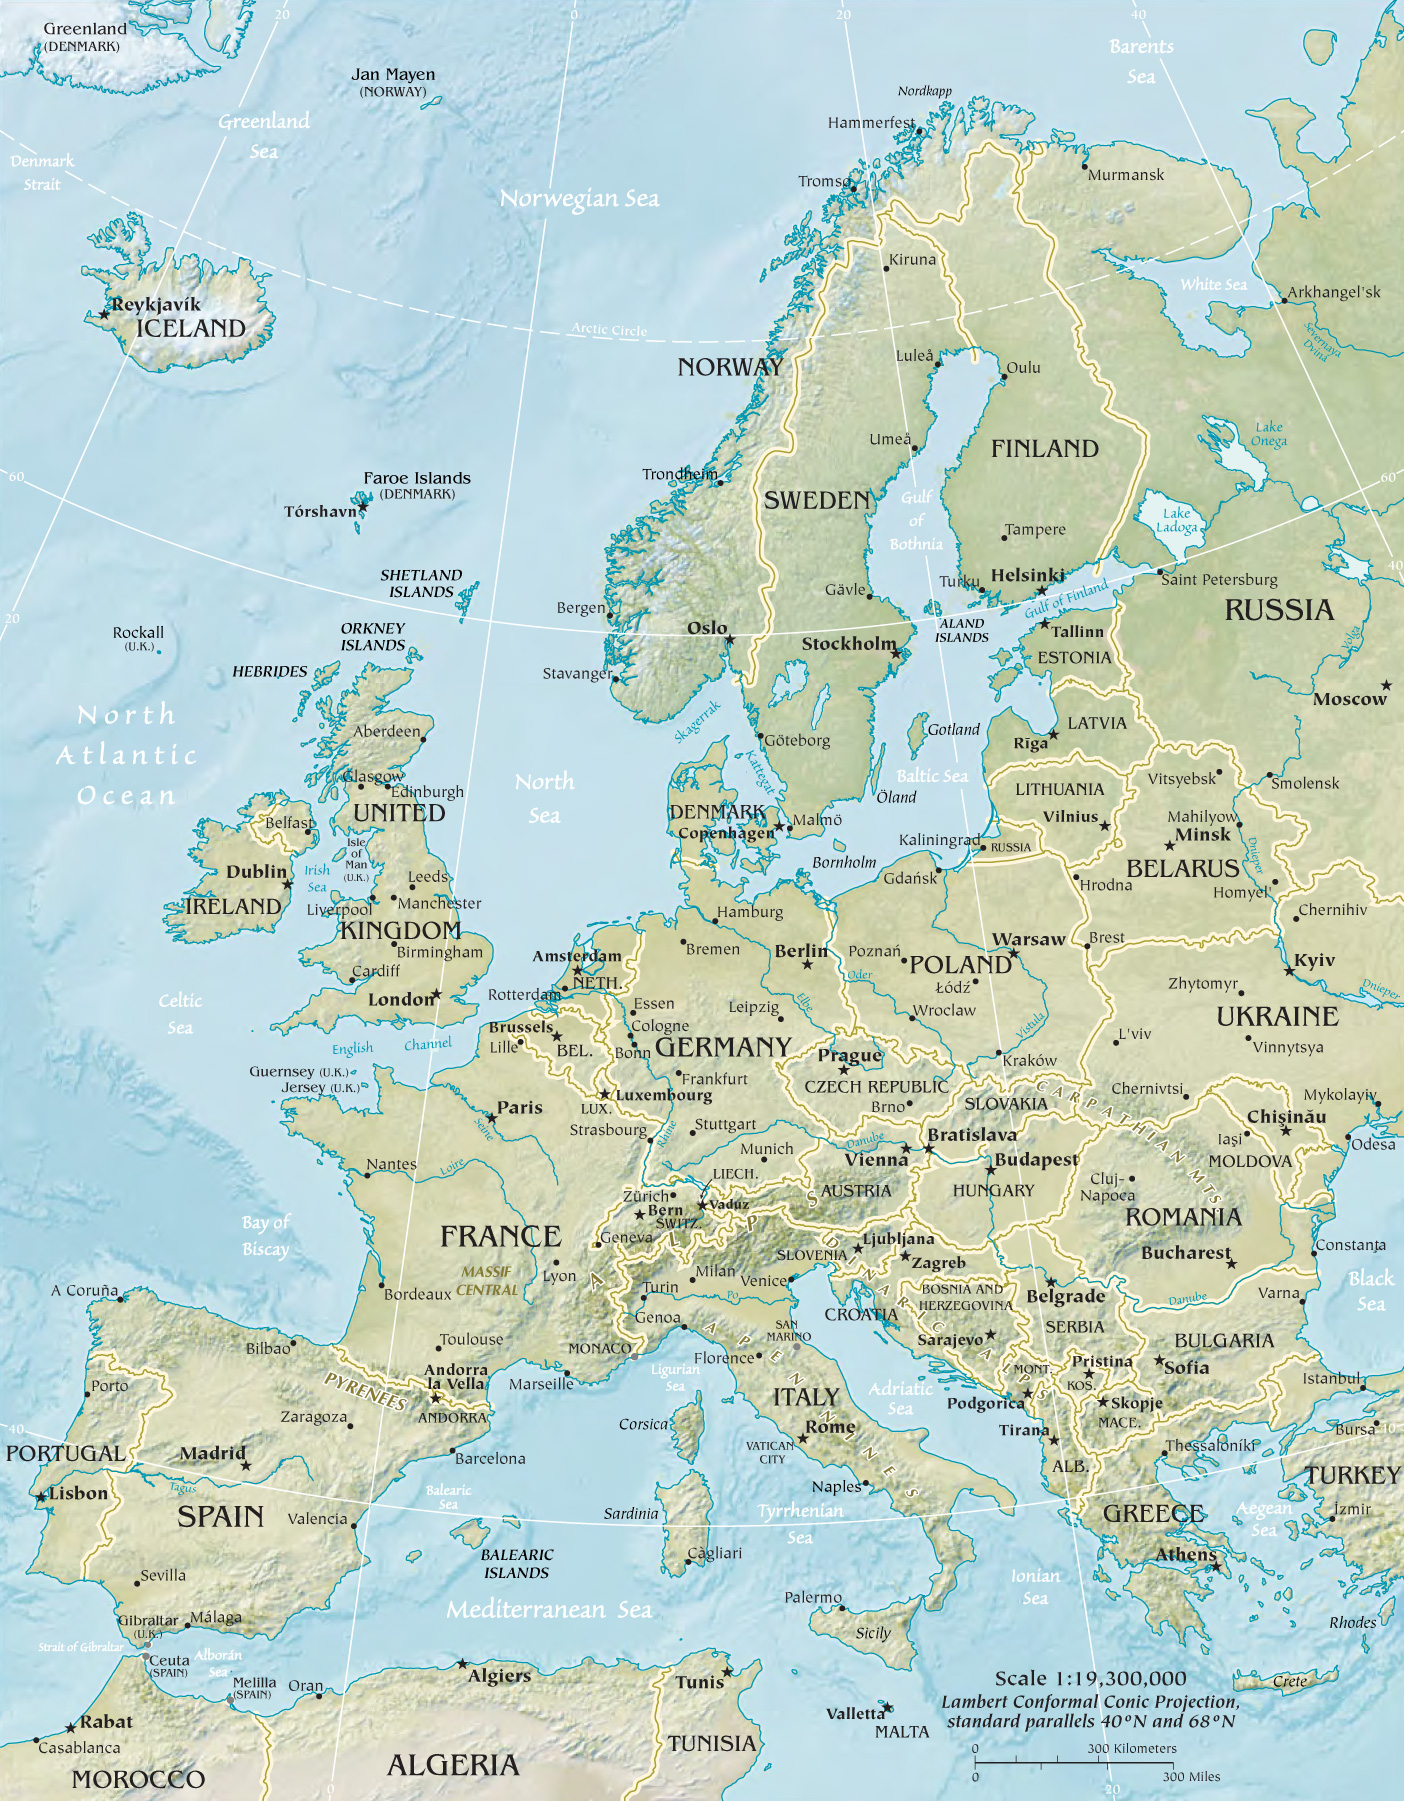 Greenland
(DENMARK)
20
0
20
40
Barents
Sea
Jan Mayen
(NORWAY)
Nordkapp
Greenland
Sea
Hammerfest
Denmark
Strait
Murmansk
Tromsø
Norwegian Sea
Kiruna
White Sea
Arkhangel'sk
Reykjavík
ICELAND
Arctic Circle
Severnaya
Dvina
Luleå
Oulu
NORWAY
Umeå
FINLAND
Lake
Onega
60
Faroe Islands
(DENMARK)
Tórshavn
Trondheim
SWEDEN
Gulf
of
Bothnia
Lake
Ladoga
60
Tampere
SHETLAND
ISLANDS
Turku
Helsinki
Saint Petersburg
40
Gävle
Gulf of Finland
Bergen
RUSSIA
20
Rockall
(U.K.)
ORKNEY
ISLANDS
Oslo
ALAND
ISLANDS
Tallinn
Stockholm
ESTONIA
Volga
HEBRIDES
Stavanger
Moscow
North
Atlantic
Ocean
Skagerrak
Gotland
LATVIA
Aberdeen
Göteborg
Riga
Kattegat
Baltic Sea
Glasgow
Edinburgh
North
Sea
LITHUANIA
Vitsyebsk
Smolensk
Öland
UNITED
DENMARK
Copenhagen
Malmö
Vilnius
Mahilyow
Minsk
Belfast
Kaliningrad
RUSSIA
Isle
of
Man
(U.K.)
Bornholm
BELARUS
Dnieper
Dublin
Irish
Sea
Leeds
Gdańsk
Hrodna
Homyel'
IRELAND
Liverpool
Manchester
Hamburg
Chernihiv
KINGDOM
Birmingham
Bremen
Berlin
Poznań
Warsaw
Brest
Amsterdam
POLAND
Kyiv
Cardiff
NETH.
Oder
Łódź
Zhytomyr
Dnieper
London
Rotterdam
Essen
Leipzig
Elbe
Wroclaw
Celtic
Sea
Brussels
Cologne
Vistula
UKRAINE
English Channel
Lille
BEL.
Bonn
GERMANY
Prague
Kraków
L'viv
Vinnytsya
Guernsey (U.K.)
Jersey (U.K.)
Frankfurt
CZECH REPUBLIC
CARPATHIAN MTS
Chernivtsi
Mykolayiv
Luxembourg
LUX.
Brno
SLOVAKIA
Chişinău
Paris
Seine
Strasbourg
Rhine
Stuttgart
Danube
Bratislava
Iaşi
Odesa
Munich
Vienna
Budapest
MOLDOVA
Nantes
Loire
LIECH.
AUSTRIA
HUNGARY
Cluj-
Napoca
Zürich
Vaduz
Bern
SWITZ.
ALPS
ROMANIA
Bay of
Biscay
FRANCE
Geneva
Ljubljana
SLOVENIA
Zagreb
Bucharest
Constanța
MASSIF
CENTRAL
Lyon
Milan
Venice
DINARIC ALPS
A Coruña
Turin
Po
BOSNIA AND
HERZEGOVINA
Belgrade
Danube
Varna
Black
Sea
Bordeaux
Genoa
CROATIA
SAN
MARINO
SERBIA
Sarajevo
BULGARIA
Bilbao
Toulouse
MONACO
Florence
APENNINES
MONT.
Pristina
Sofia
Porto
Andorra
la Vella
Marseille
Ligurian
Sea
KOS.
PYRENEES
ANDORRA
ITALY
Adriatic
Sea
Podgorica
Skopje
Istanbul
Zaragoza
Corsica
Rome
MACE.
Bursa
40
40
PORTUGAL
Madrid
Barcelona
VATICAN
CITY
Tirana
Thessaloníki
ALB.
TURKEY
Lisbon
Tagus
Balearic
Sea
Naples
SPAIN
Valencia
Sardinia
Tyrrhenian
Sea
GREECE
Aegean
Sea
İzmir
BALEARIC
ISLANDS
Càgliari
Athens
Sevilla
Ionian
Sea
Gibraltar
(U.K.)
Málaga
Mediterranean Sea
Palermo
Sicily
Rhodes
Strait of Gibraltar
Alborán
Sea
Ceuta
(SPAIN)
Melilla
(SPAIN)
Oran
Algiers
Tunis
Scale 1:19,300,000
Lambert Conformal Conic Projection,
standard parallels 40°N and 68°N
Crete
Valletta
MALTA
Rabat
Casablanca
TUNISIA
0 300 Kilometers
MOROCCO
ALGERIA
0 300 Miles
0
20